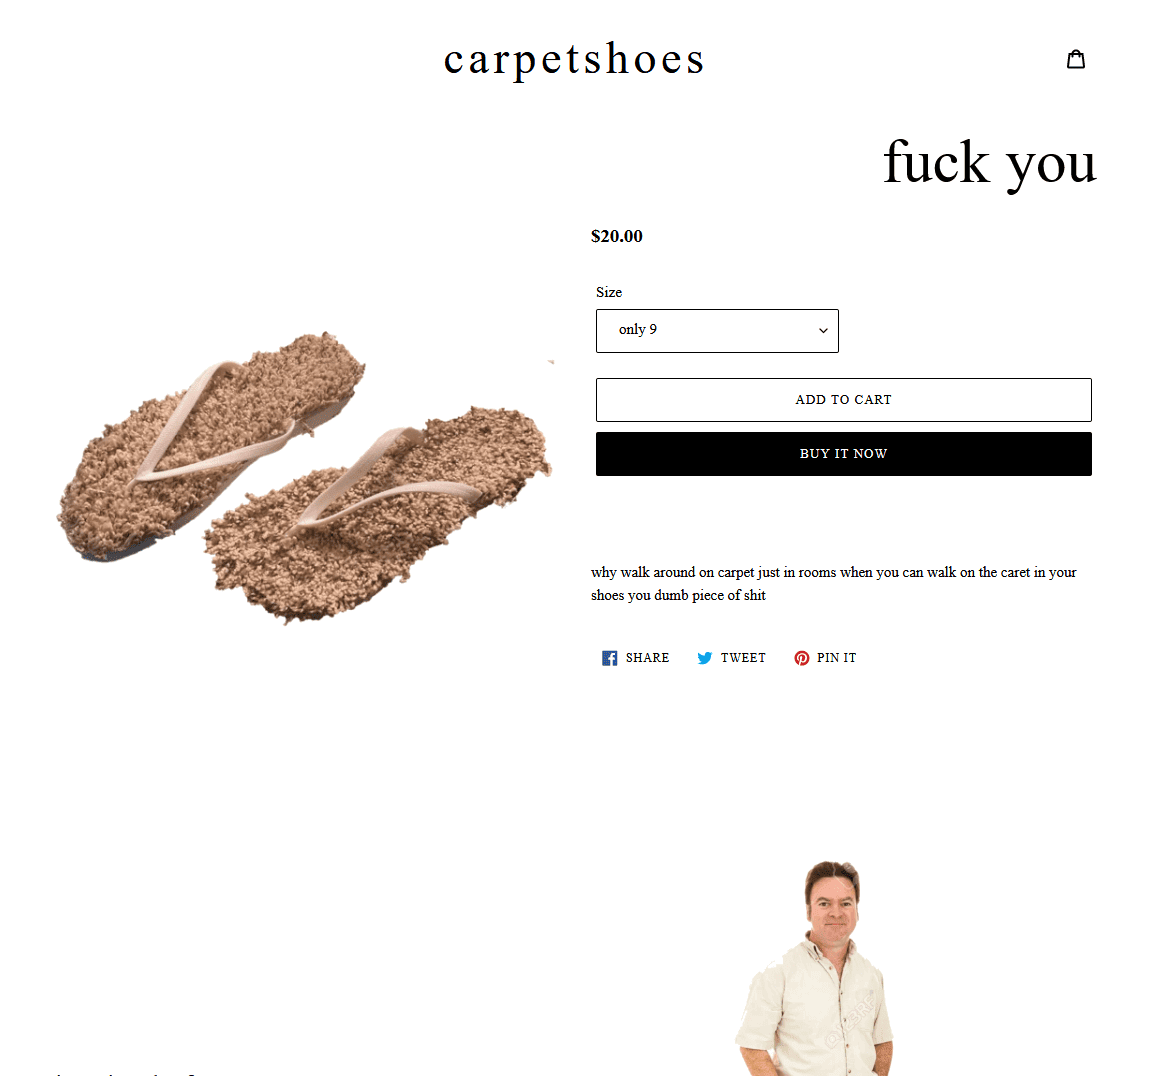 carpetshoes
fuck you
$20.00
Size
only 9
ADD TO CART
BUY IT NOW
why walk around on carpet just in rooms when you can walk on the caret in your
shoes you dumb piece of shit
SHARE TWEET PIN IT